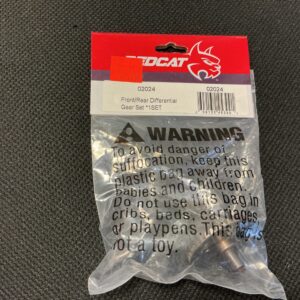 REDCAT
02024
02024
Front/Rear Differential
Gear Set *1SET
WARNING
To avoid danger of
suffocation, keep this
plastic bag away from
babies and children.
Do not use this bag in
cribs, beds, carriages
or playpens. This bag is
not a toy.